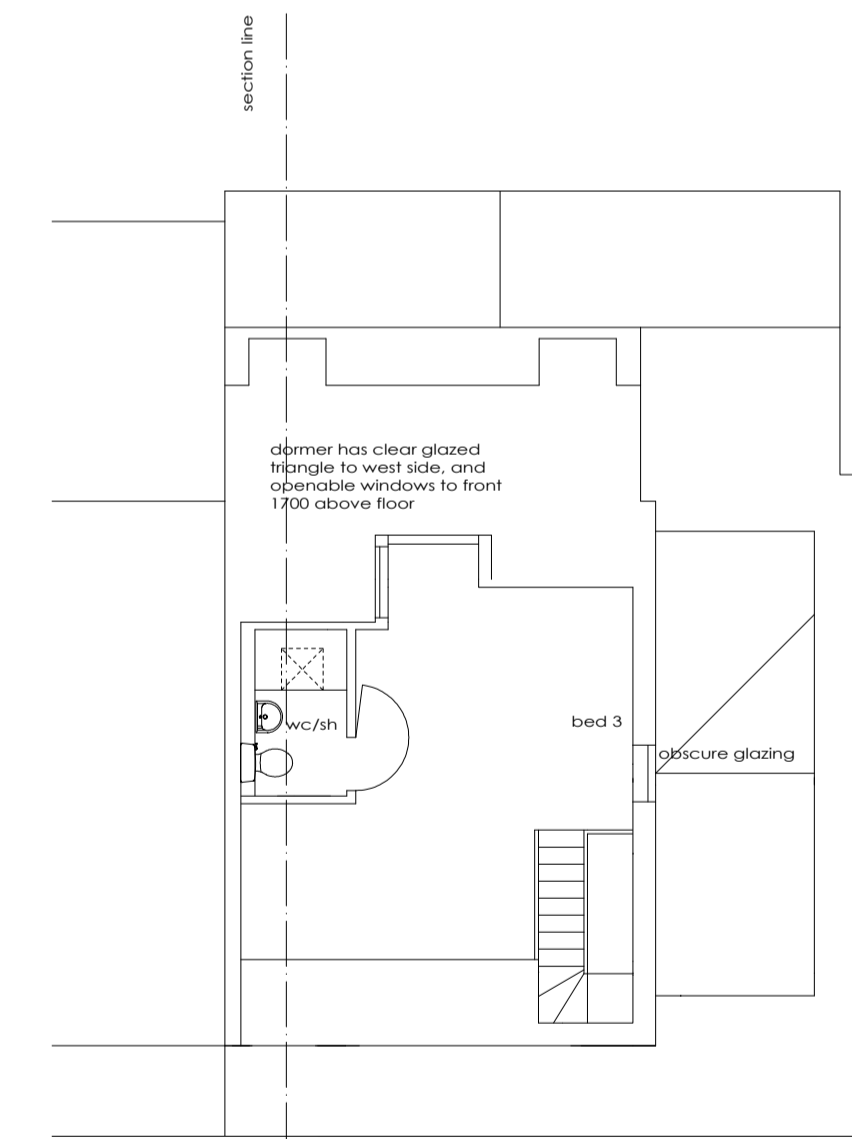 section line
dormer has clear glazed
triangle to west side, and
openable windows to front
1700 above floor
wc/sh
bed 3
obscure glazing